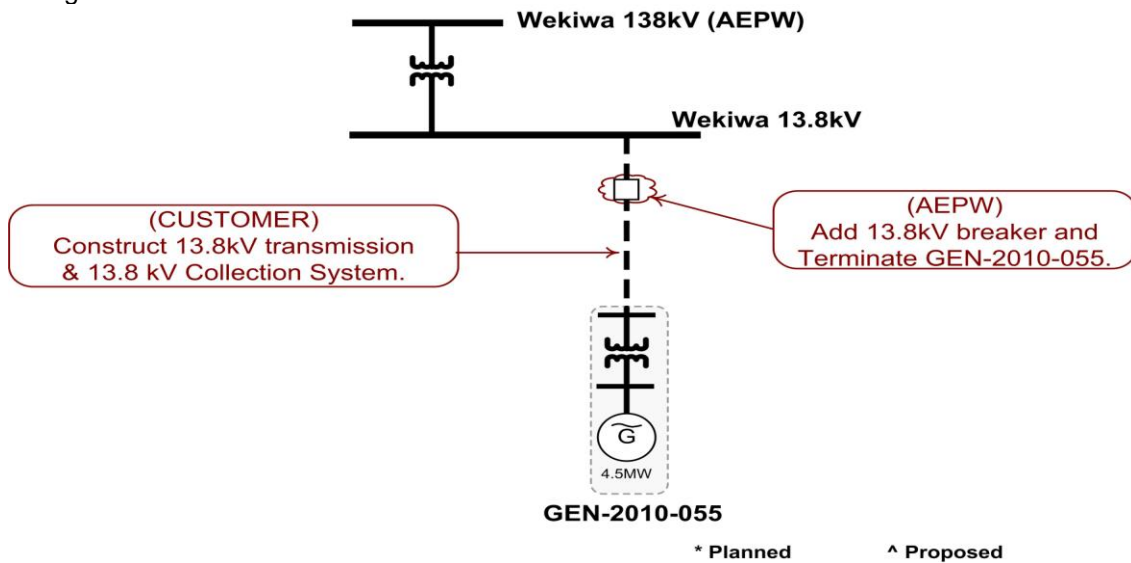 Wekiwa 138kV (AEPW)
Wekiwa 13.8kV
(CUSTOMER)
Construct 13.8kV transmission
& 13.8 kV Collection System.
(AEPW)
Add 13.8kV breaker and
Terminate GEN-2010-055.
G
4.5MW
GEN-2010-055
* Planned ^ Proposed